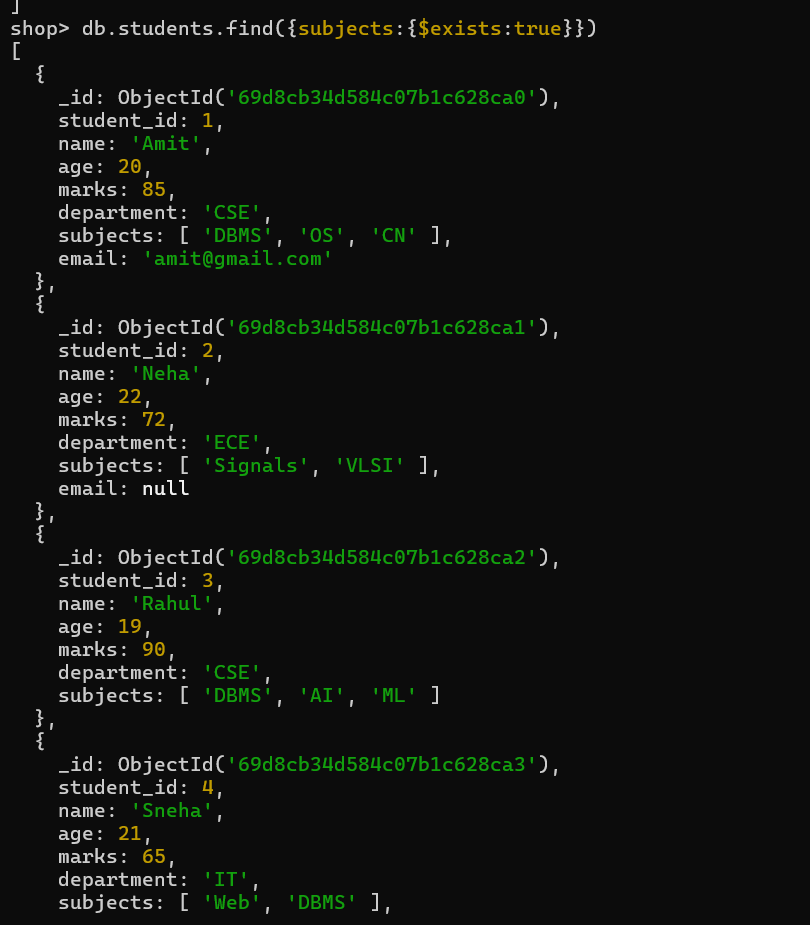 ]
shop> db.students.find({subjects:{$exists:true}})
[
  {
    _id: ObjectId('69d8cb34d584c07b1c628ca0'),
    student_id: 1,
    name: 'Amit',
    age: 20,
    marks: 85,
    department: 'CSE',
    subjects: [ 'DBMS', 'OS', 'CN' ],
    email: 'amit@gmail.com'
  },
  {
    _id: ObjectId('69d8cb34d584c07b1c628ca1'),
    student_id: 2,
    name: 'Neha',
    age: 22,
    marks: 72,
    department: 'ECE',
    subjects: [ 'Signals', 'VLSI' ],
    email: null
  },
  {
    _id: ObjectId('69d8cb34d584c07b1c628ca2'),
    student_id: 3,
    name: 'Rahul',
    age: 19,
    marks: 90,
    department: 'CSE',
    subjects: [ 'DBMS', 'AI', 'ML' ]
  },
  {
    _id: ObjectId('69d8cb34d584c07b1c628ca3'),
    student_id: 4,
    name: 'Sneha',
    age: 21,
    marks: 65,
    department: 'IT',
    subjects: [ 'Web', 'DBMS' ],